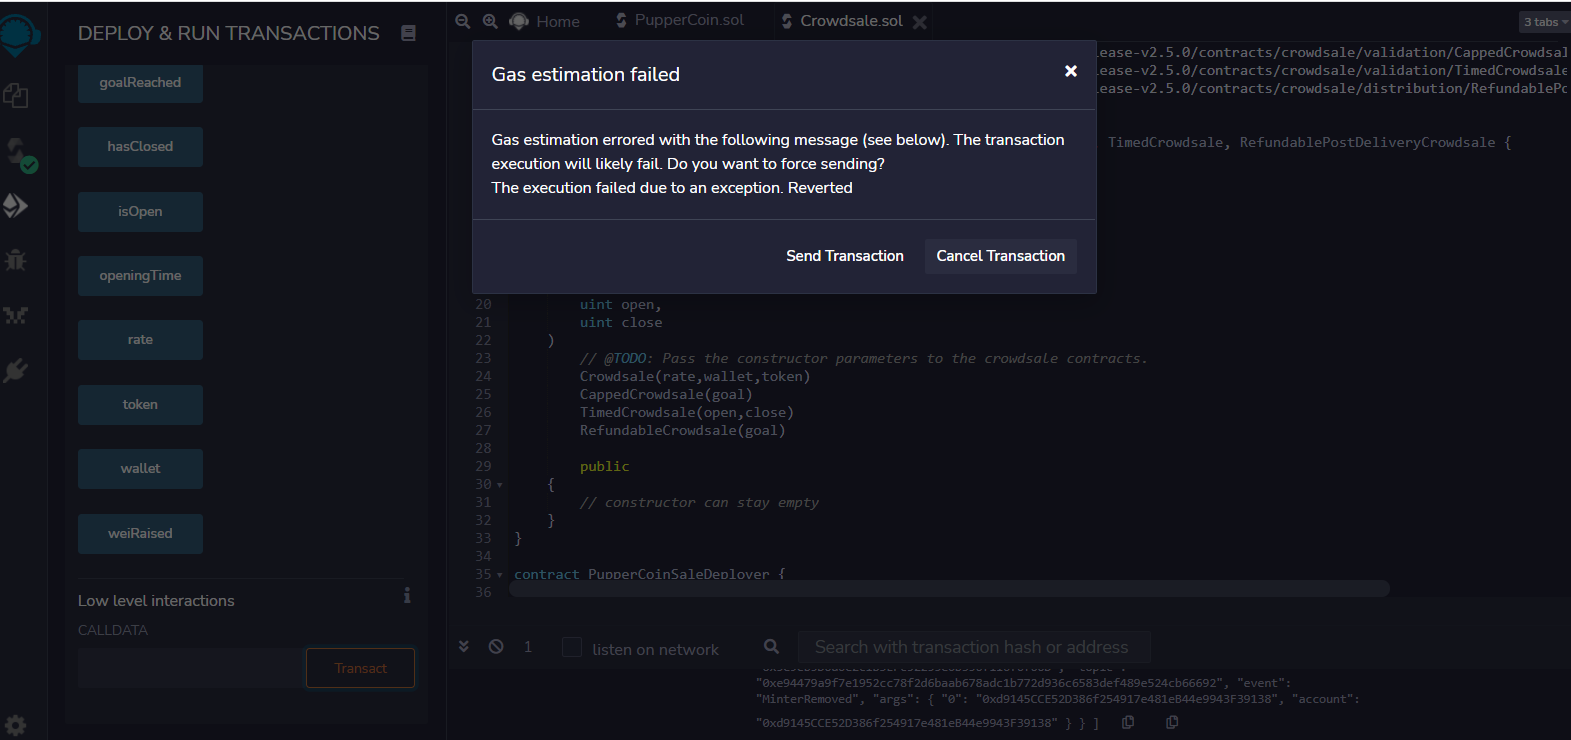 DEPLOY & RUN TRANSACTIONS
goalReached
hasClosed
isOpen
openingTime
rate
token
wallet
weiRaised
Low level interactions
CALLDATA
Transact
Home
PupperCoin.sol
Crowdsale.sol
3 tabs
lease-v2.5.0/contracts/crowdsale/validation/CappedCrowdsal
lease-v2.5.0/contracts/crowdsale/validation/TimedCrowdsale
lease-v2.5.0/contracts/crowdsale/distribution/RefundablePo
TimedCrowdsale, RefundablePostDeliveryCrowdsale {
Gas estimation failed
Gas estimation errored with the following message (see below). The transaction
execution will likely fail. Do you want to force sending?
The execution failed due to an exception. Reverted
Send Transaction
Cancel Transaction
20 uint open,
21 uint close
22 )
23 // @TODO: Pass the constructor parameters to the crowdsale contracts.
24 Crowdsale(rate,wallet,token)
25 CappedCrowdsale(goal)
26 TimedCrowdsale(open,close)
27 RefundableCrowdsale(goal)
28
29 public
30 {
31 // constructor can stay empty
32 }
33 }
34
35 contract PupperCoinSaleDeployer {
36
1
listen on network
Search with transaction hash or address
"0xe94479a9f7e1952cc78f2d6baab678adc1b772d936c6583def489e524cb66692", "event":
"MinterRemoved", "args": { "0": "0xd9145CCE52D386f254917e481eB44e9943F39138", "account":
"0xd9145CCE52D386f254917e481eB44e9943F39138" } } ]